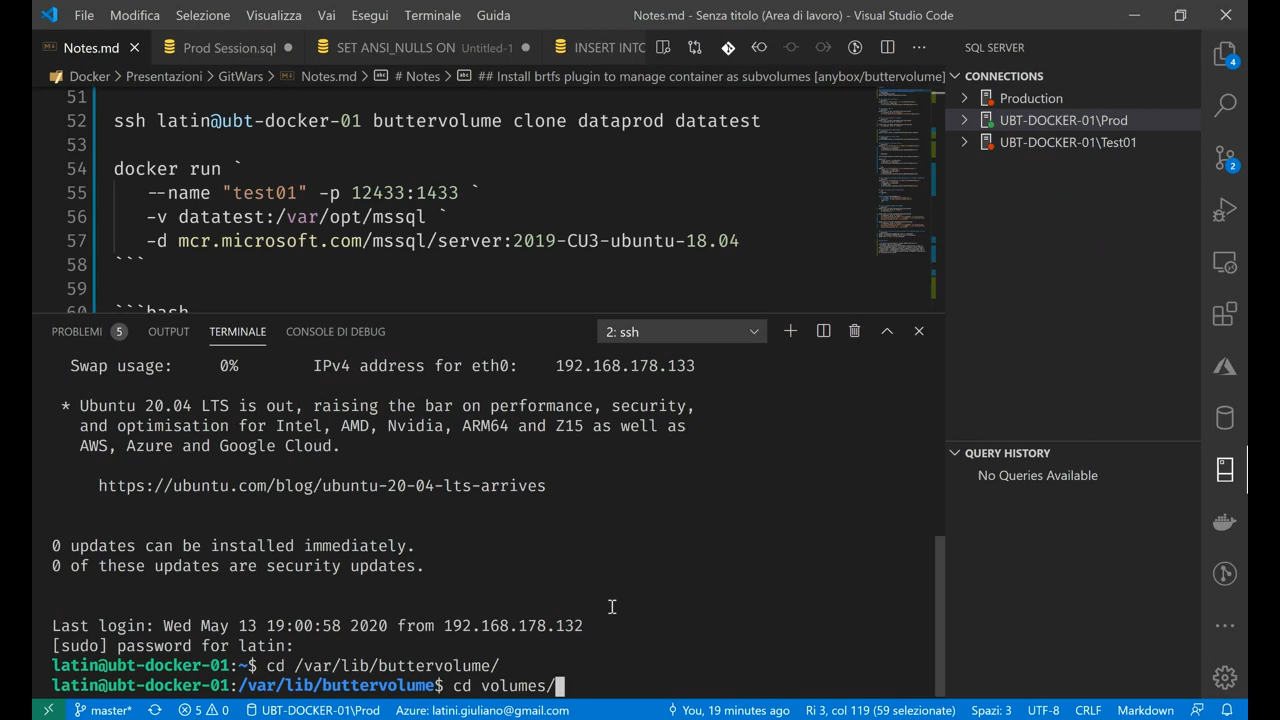 File Modifica Selezione Visualizza Vai Esegui Terminale Guida Notes.md - Senza titolo (Area di lavoro) - Visual Studio Code
Notes.md Prod Session.sql SET ANSI_NULLS ON Untitled-1 INSERT INTO
Docker > Presentazioni > GitWars > Notes.md > # Notes > ## Install brtfs plugin to manage container as subvolumes [anybox/buttervolume]
51
52 ssh latin@ubt-docker-01 buttervolume clone dataprod datatest
53
54 docker run `
55 --name "test01" -p 12433:1433 `
56 -v datatest:/var/opt/mssql `
57 -d mcr.microsoft.com/mssql/server:2019-CU3-ubuntu-18.04
58 ```
59
60 ```bash
PROBLEMI 5 OUTPUT TERMINALE CONSOLE DI DEBUG 2: ssh
Swap usage: 0% IPv4 address for eth0: 192.168.178.133
* Ubuntu 20.04 LTS is out, raising the bar on performance, security,
and optimisation for Intel, AMD, Nvidia, ARM64 and Z15 as well as
AWS, Azure and Google Cloud.
https://ubuntu.com/blog/ubuntu-20-04-lts-arrives
0 updates can be installed immediately.
0 of these updates are security updates.
Last login: Wed May 13 19:00:58 2020 from 192.168.178.132
[sudo] password for latin:
latin@ubt-docker-01:~$ cd /var/lib/buttervolume/
latin@ubt-docker-01:/var/lib/buttervolume$ cd volumes/
SQL SERVER
CONNECTIONS
Production
UBT-DOCKER-01\Prod
UBT-DOCKER-01\Test01
QUERY HISTORY
No Queries Available
4
2
master* 5 0 UBT-DOCKER-01\Prod Azure: latini.giuliano@outlook.com You, 19 minutes ago Ri 3, col 119 (59 selezionate) Spazi: 3 UTF-8 CRLF Markdown